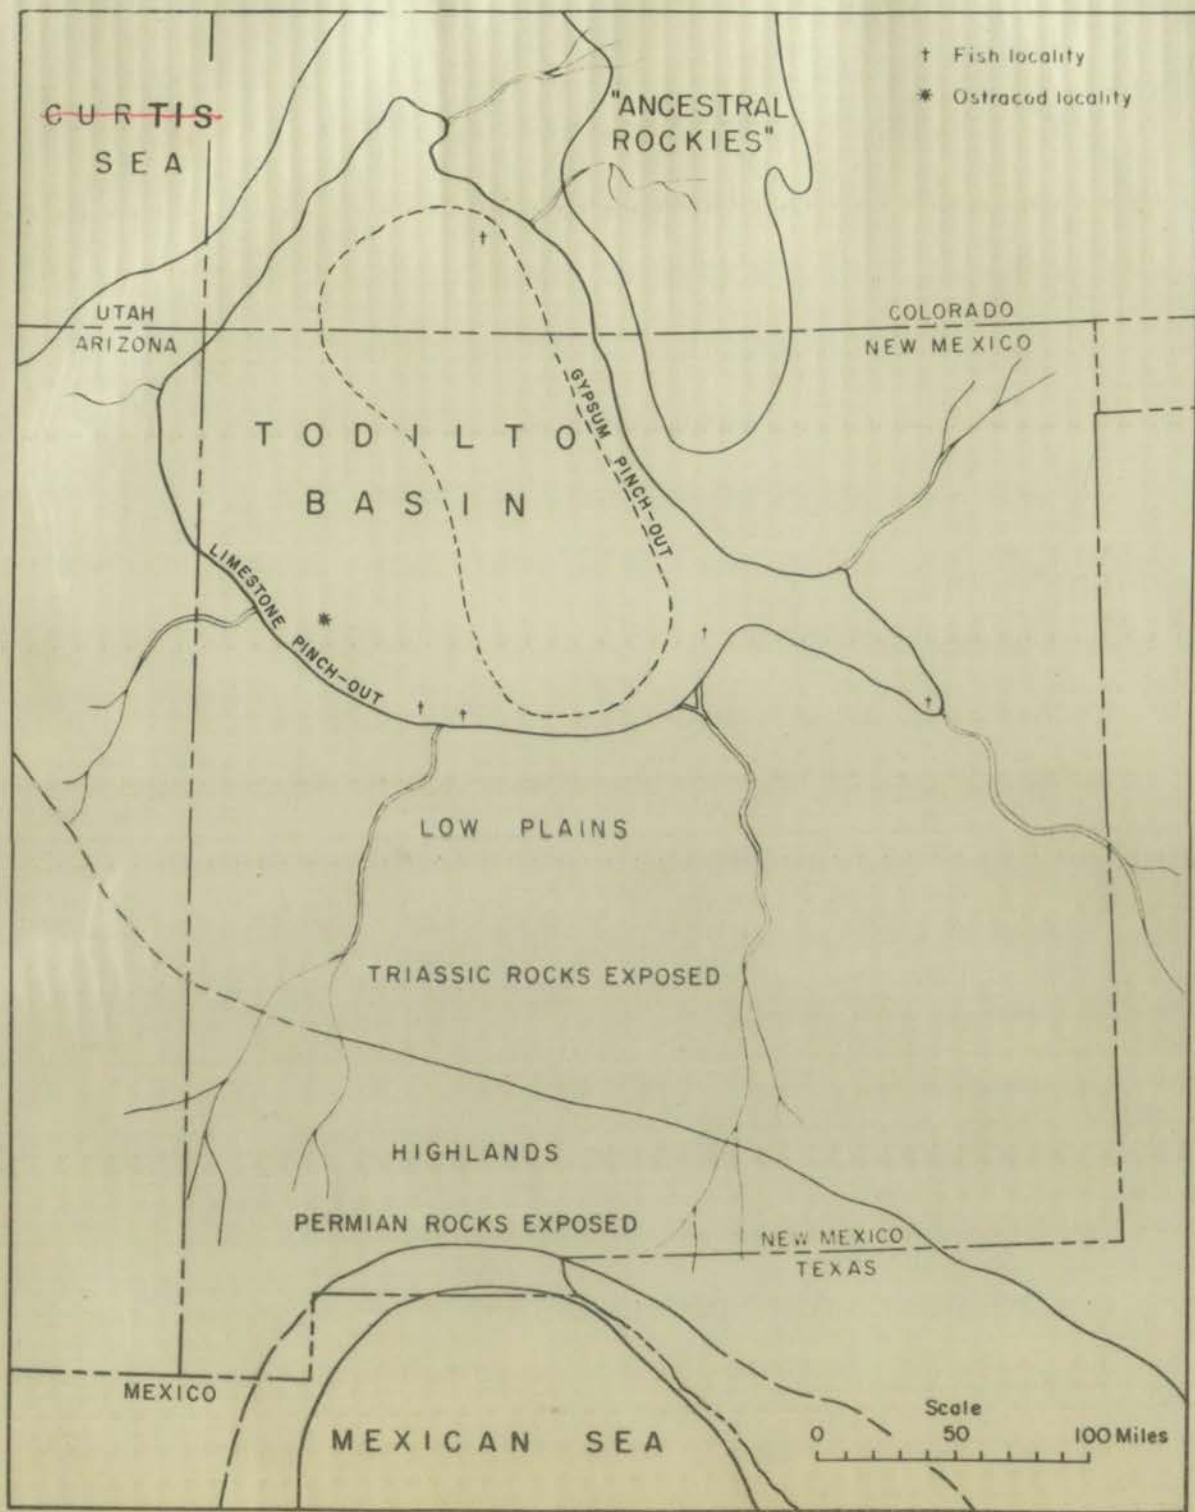 † Fish locality
* Ostracod locality
CURTIS
SEA
"ANCESTRAL
ROCKIES"
UTAH
ARIZONA
COLORADO
NEW MEXICO
TODILTO
BASIN
GYPSUM PINCH-OUT
LIMESTONE PINCH-OUT
LOW PLAINS
TRIASSIC ROCKS EXPOSED
HIGHLANDS
PERMIAN ROCKS EXPOSED
NEW MEXICO
TEXAS
MEXICO
MEXICAN SEA
Scale
0 50 100 Miles